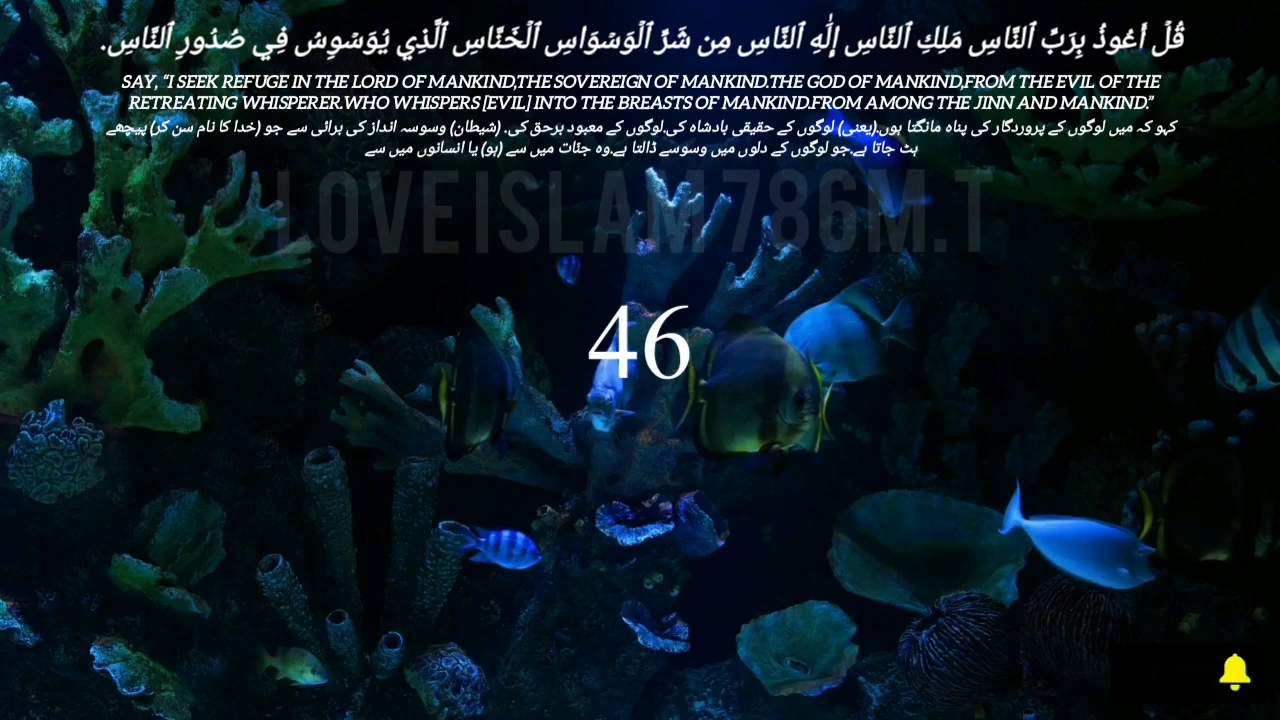 قُلْ أَعُوذُ بِرَبِّ ٱلنَّاسِ مَلِكِ ٱلنَّاسِ إِلَٰهِ ٱلنَّاسِ مِن شَرِّ ٱلْوَسْوَاسِ ٱلْخَنَّاسِ ٱلَّذِي يُوَسْوِسُ فِي صُدُورِ ٱلنَّاسِ.
SAY, “I SEEK REFUGE IN THE LORD OF MANKIND,THE SOVEREIGN OF MANKIND.THE GOD OF MANKIND,FROM THE EVIL OF THE
RETREATING WHISPERER.WHO WHISPERS [EVIL] INTO THE BREASTS OF MANKIND.FROM AMONG THE JINN AND MANKIND.”
کہو کہ میں لوگوں کے پروردگار کی پناہ مانگتا ہوں.(یعنی) لوگوں کے حقیقی بادشاہ کی.لوگوں کے معبود برحق کی. (شیطان) وسوسہ انداز کی برائی سے جو (خدا کا نام سن کر) پیچھے
ہٹ جاتا ہے.جو لوگوں کے دلوں میں وسوسے ڈالتا ہے.وہ جنّات میں سے (ہو) یا انسانوں میں سے
LOVEISLAM786M.T
46